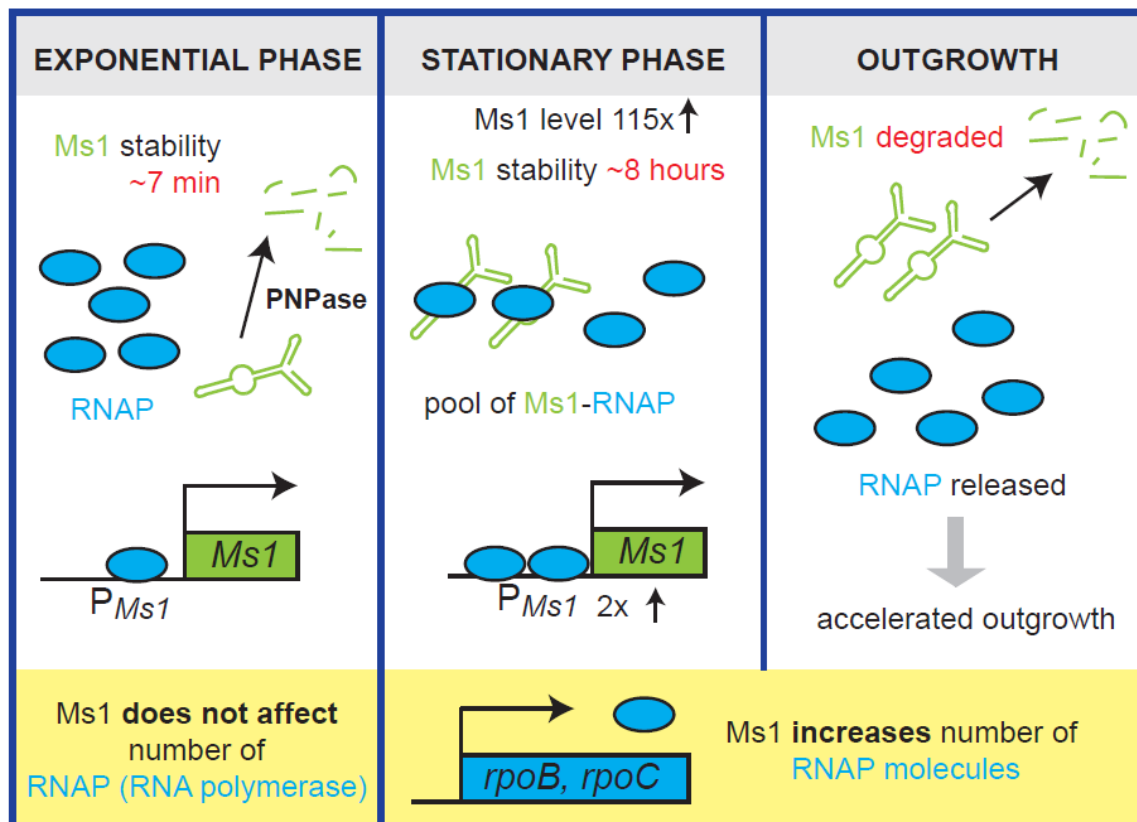 EXPONENTIAL PHASE
Ms1 stability
~7 min
PNPase
RNAP
Ms1
PMs1
Ms1 does not affect
number of
RNAP (RNA polymerase)
STATIONARY PHASE
Ms1 level 115x
Ms1 stability ~8 hours
pool of Ms1-RNAP
Ms1
PMs1 2x
rpoB, rpoC
OUTGROWTH
Ms1 degraded
RNAP released
accelerated outgrowth
Ms1 increases number of
RNAP molecules